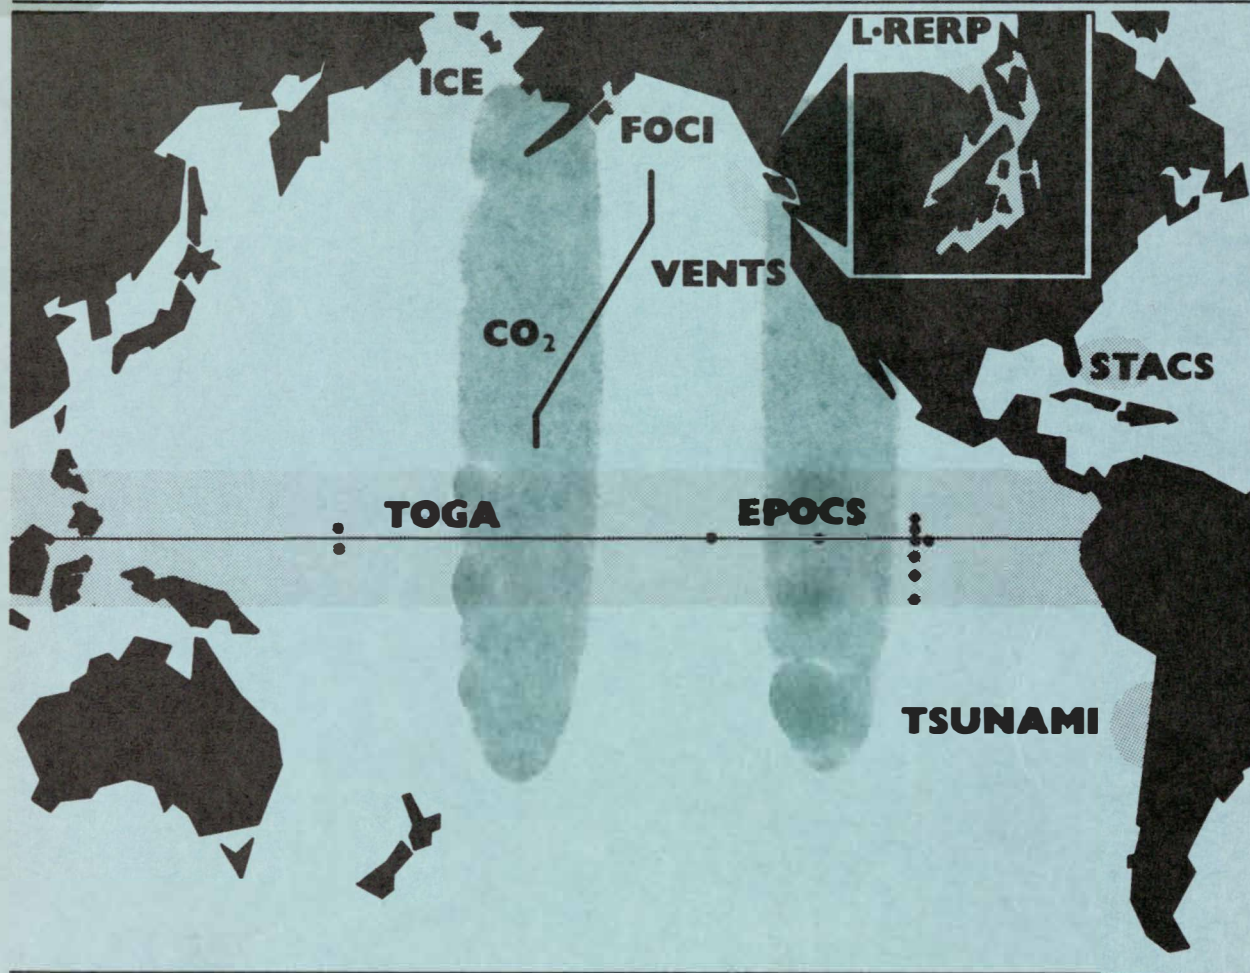 L·RERP
ICE
FOCI
VENTS
CO₂
STACS
TOGA
EPOCS
TSUNAMI